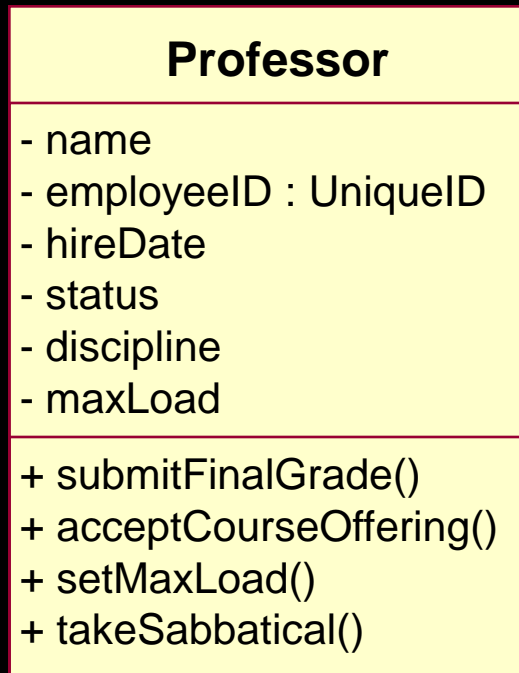 Professor
- name
- employeeID : UniqueID
- hireDate
- status
- discipline
- maxLoad
+ submitFinalGrade()
+ acceptCourseOffering()
+ setMaxLoad()
+ takeSabbatical()